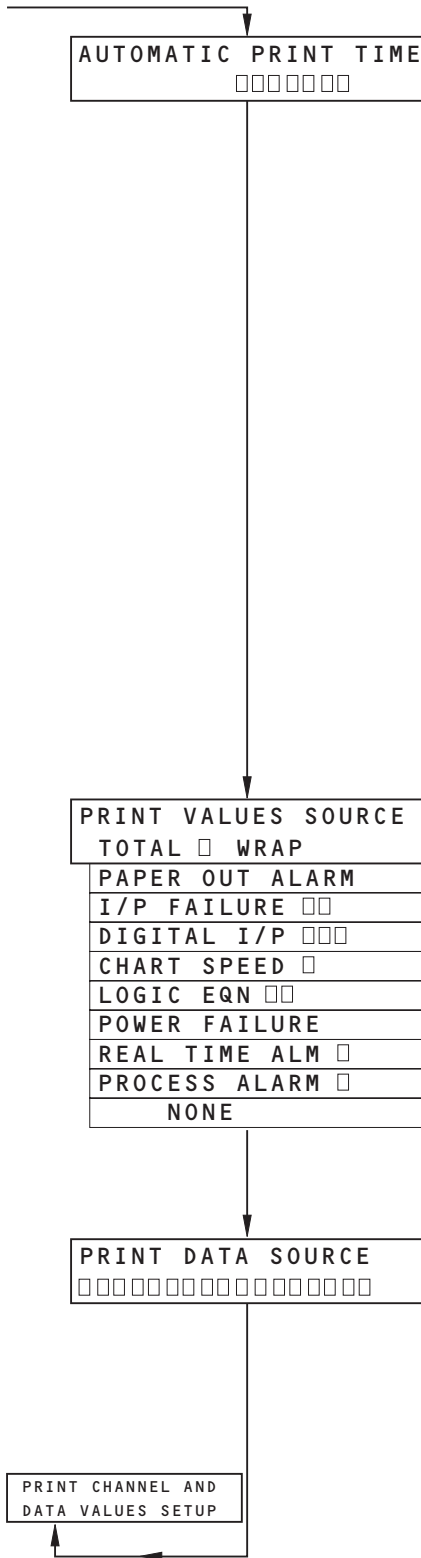 AUTOMATIC PRINT TIME
□□□□□□□
PRINT VALUES SOURCE
TOTAL □ WRAP
PAPER OUT ALARM
I/P FAILURE □□
DIGITAL I/P □□□
CHART SPEED □
LOGIC EQN □□
POWER FAILURE
REAL TIME ALM □
PROCESS ALARM □
NONE
PRINT DATA SOURCE
□□□□□□□□□□□□□□□□□
PRINT CHANNEL AND
DATA VALUES SETUP